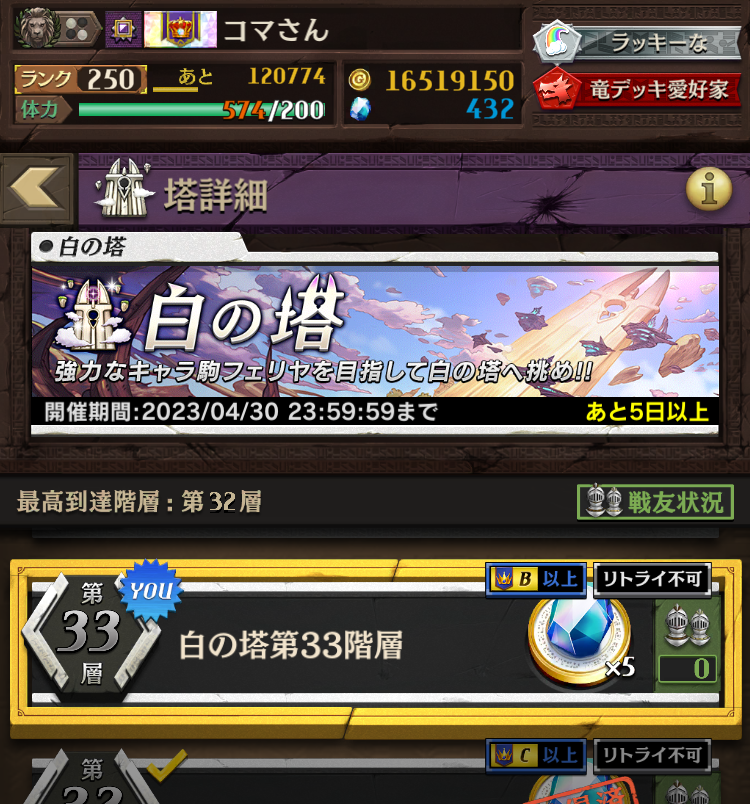 コマさん
ラッキーな
ランク 250 あと 120774
16519150
体力 574/200
432
竜デッキ愛好家
塔詳細
白の塔
白の塔
強力なキャラ駒フェリヤを目指して白の塔へ挑め!!
開催期間:2023/04/30 23:59:59まで
あと5日以上
最高到達階層:第32層
戦友状況
B 以上
リトライ不可
第
33
層
YOU
白の塔第33階層
×5
0
C 以上
リトライ不可
第